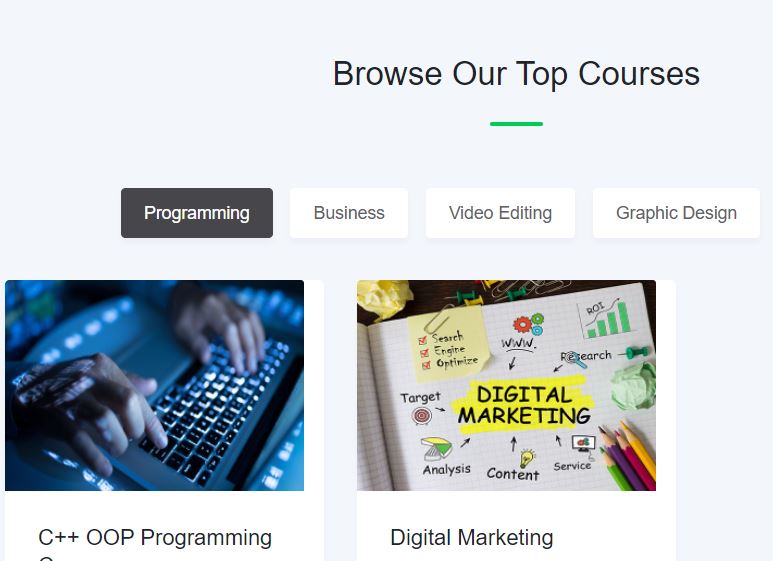 Browse Our Top Courses
Programming
Business
Video Editing
Graphic Design
Search
Engine
Optimize
WWW.
ROI
Research
Target
DIGITAL
MARKETING
Analysis
Content
Service
C++ OOP Programming
Digital Marketing